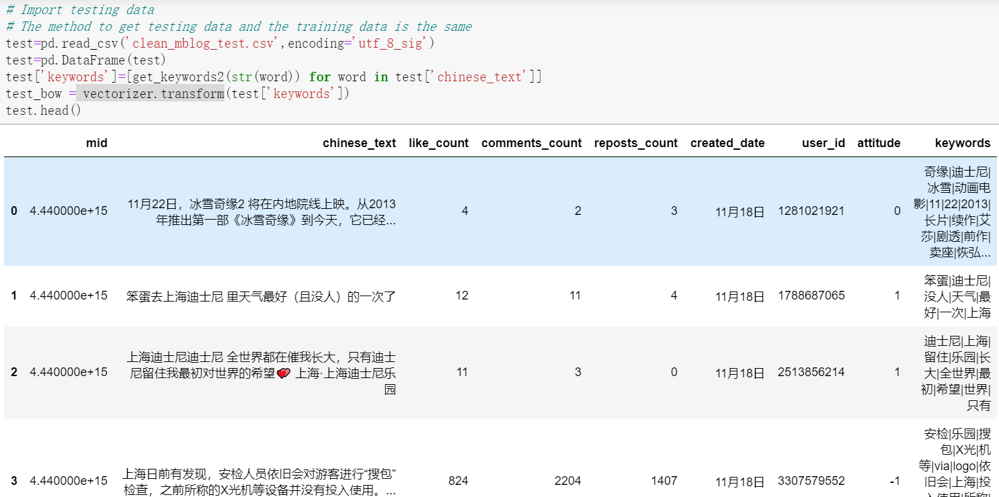 # Import testing data
# The method to get testing data and the training data is the same
test=pd.read_csv('clean_mblog_test.csv',encoding='utf_8_sig')
test=pd.DataFrame(test)
test['keywords']=[get_keywords2(str(word)) for word in test['chinese_text']]
test_bow = vectorizer.transform(test['keywords'])
test.head()
mid chinese_text like_count comments_count reposts_count created_date user_id attitude keywords
0 4.440000e+15
11月22日，冰雪奇缘2 将在内地院线上映。从2013
年推出第一部《冰雪奇缘》到今天，它已经...
4 2 3 11月18日 1281021921 0
奇缘|迪士尼|
冰雪|动画电
影|11|22|2013|
长片|续作|艾
莎|剧透|前作|
卖座|恢弘...
1 4.440000e+15 笨蛋去上海迪士尼 里天气最好（且没人）的一次了 12 11 4 11月18日 1788687065 1
笨蛋|迪士尼|
没人|天气|最
好|一次|上海
2 4.440000e+15
上海迪士尼迪士尼 全世界都在催我长大，只有迪士
尼留住我最初对世界的希望💞 上海·上海迪士尼乐
园
11 3 0 11月18日 2513856214 1
迪士尼|上海|
留住|乐园|长
大|全世界|最
初|希望|世界|
只有
3 4.440000e+15
上海日前有发现，安检人员依旧会对游客进行“搜包”
检查，之前所称的X光机等设备并没有投入使用。...
824 2204 1407 11月18日 3307579552 -1
安检|乐园|搜
包|X光|机
等|via|logo|依
旧会|上海|投
入使用|所称|